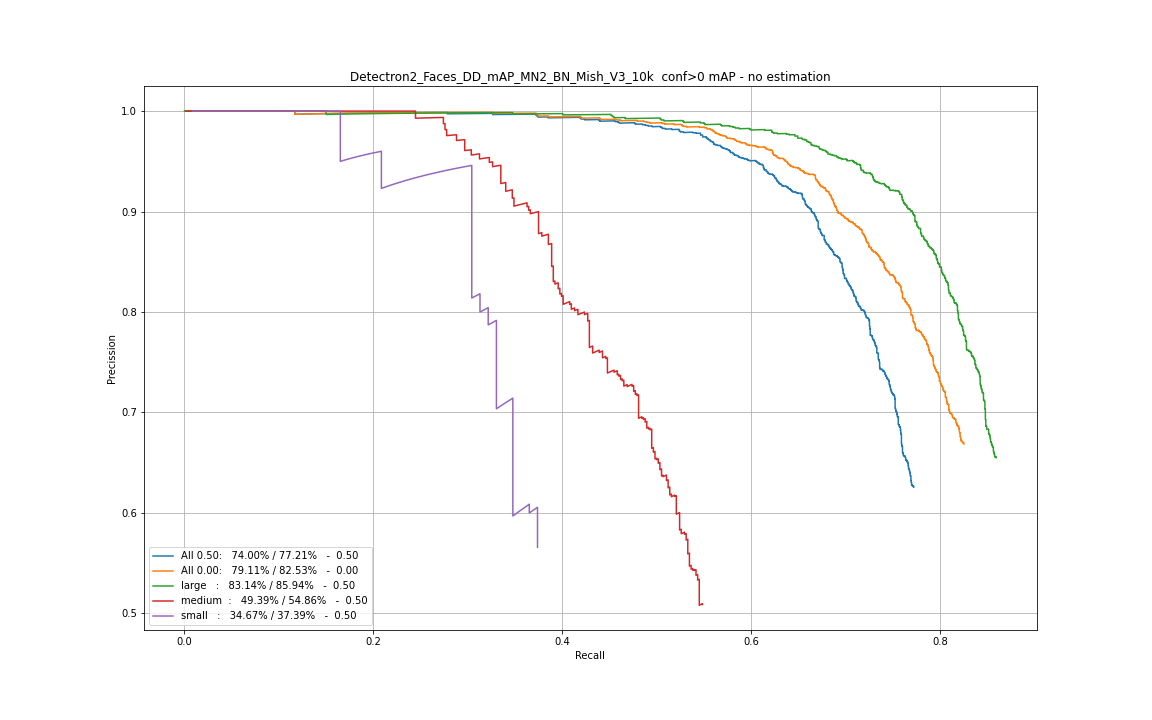 Detectron2_Faces_DD_mAP_MN2_BN_Mish_V3_10k conf>0 mAP - no estimation
1.0
0.9
0.8
0.7
0.6
0.5
Precission
All 0.50: 74.00% / 77.21% - 0.50
All 0.00: 79.11% / 82.53% - 0.00
large : 83.14% / 85.94% - 0.50
medium : 49.39% / 54.86% - 0.50
small : 34.67% / 37.39% - 0.50
0.0 0.2 0.4 0.6 0.8
Recall